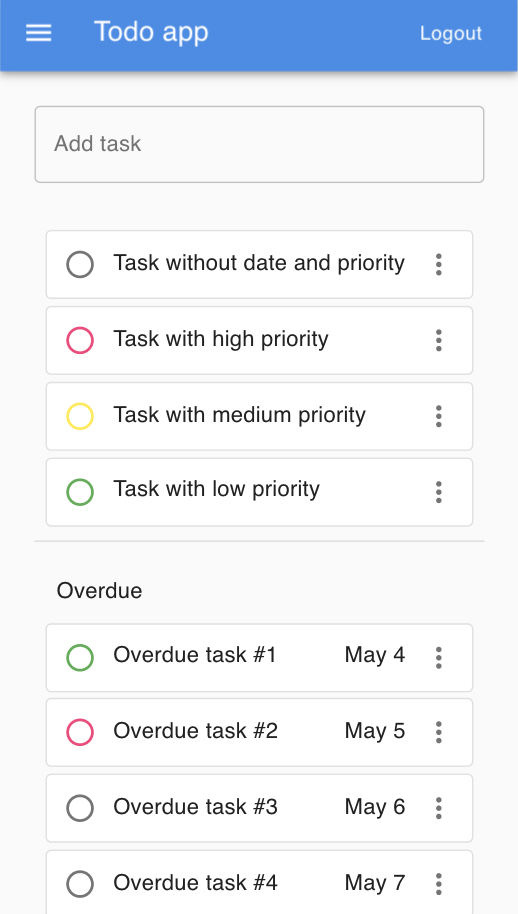 Todo app
Logout
Add task
Task without date and priority
Task with high priority
Task with medium priority
Task with low priority
Overdue
Overdue task #1 May 4
Overdue task #2 May 5
Overdue task #3 May 6
Overdue task #4 May 7